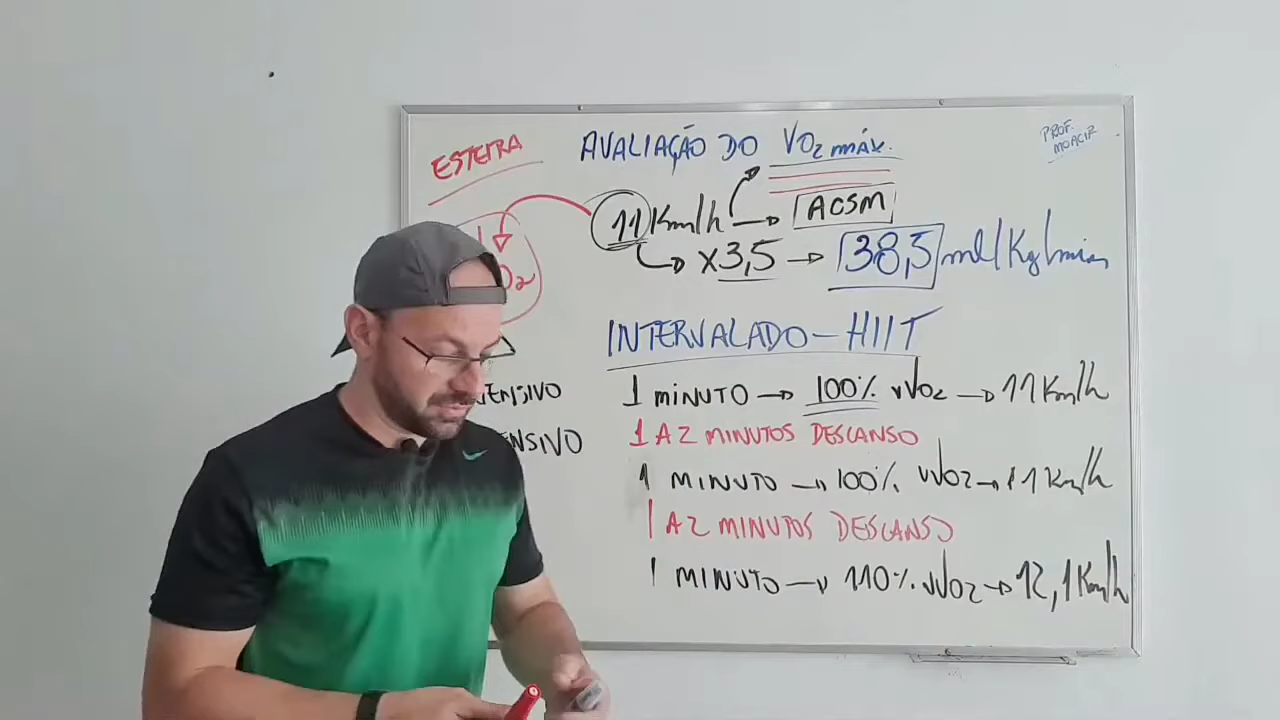 ESTEIRA
AVALIAÇÃO DO VO2 MÁX.
PROF. MOACIR
11 Km/h → ACSM
x3,5 → 38,5 ml/Kg/min
O2
INTERVALADO - HIIT
1 MINUTO → 100% vVO2 → 11 Km/h
1 A 2 MINUTOS DESCANSO
1 MINUTO → 100% vVO2 → 11 Km/h
1 A 2 MINUTOS DESCANSO
1 MINUTO → 110% vVO2 → 12,1 Km/h